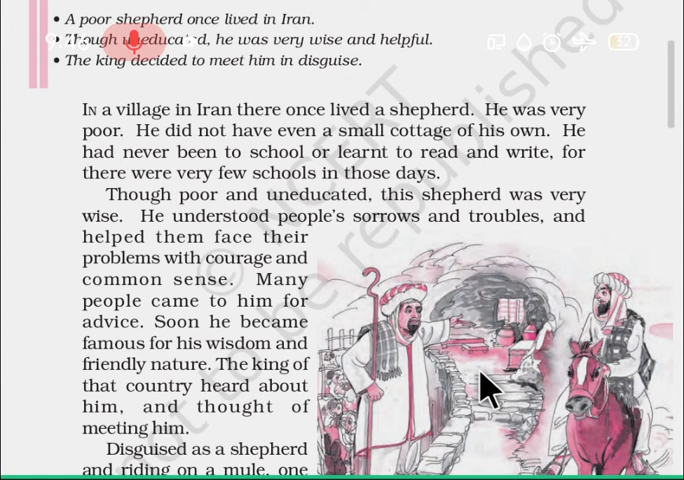 • A poor shepherd once lived in Iran.
• Though uneducated, he was very wise and helpful.
• The king decided to meet him in disguise.
IN a village in Iran there once lived a shepherd. He was very
poor. He did not have even a small cottage of his own. He
had never been to school or learnt to read and write, for
there were very few schools in those days.
Though poor and uneducated, this shepherd was very
wise. He understood people's sorrows and troubles, and
helped them face their
problems with courage and
common sense. Many
people came to him for
advice. Soon he became
famous for his wisdom and
friendly nature. The king of
that country heard about
him, and thought of
meeting him.
Disguised as a shepherd
and riding on a mule, one
© NCERT
not to be republished